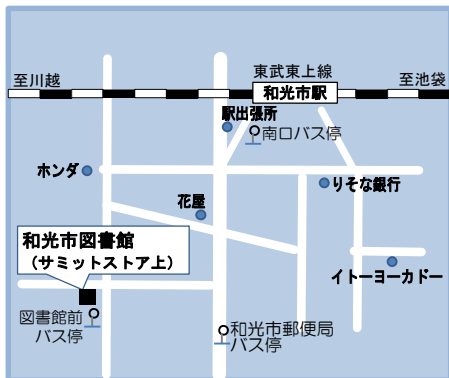 東武東上線
至川越
和光市駅
至池袋
駅出張所
南口バス停
ホンダ
りそな銀行
花屋
和光市図書館
（サミットストア上）
イトーヨーカドー
図書館前
バス停
和光市郵便局
バス停